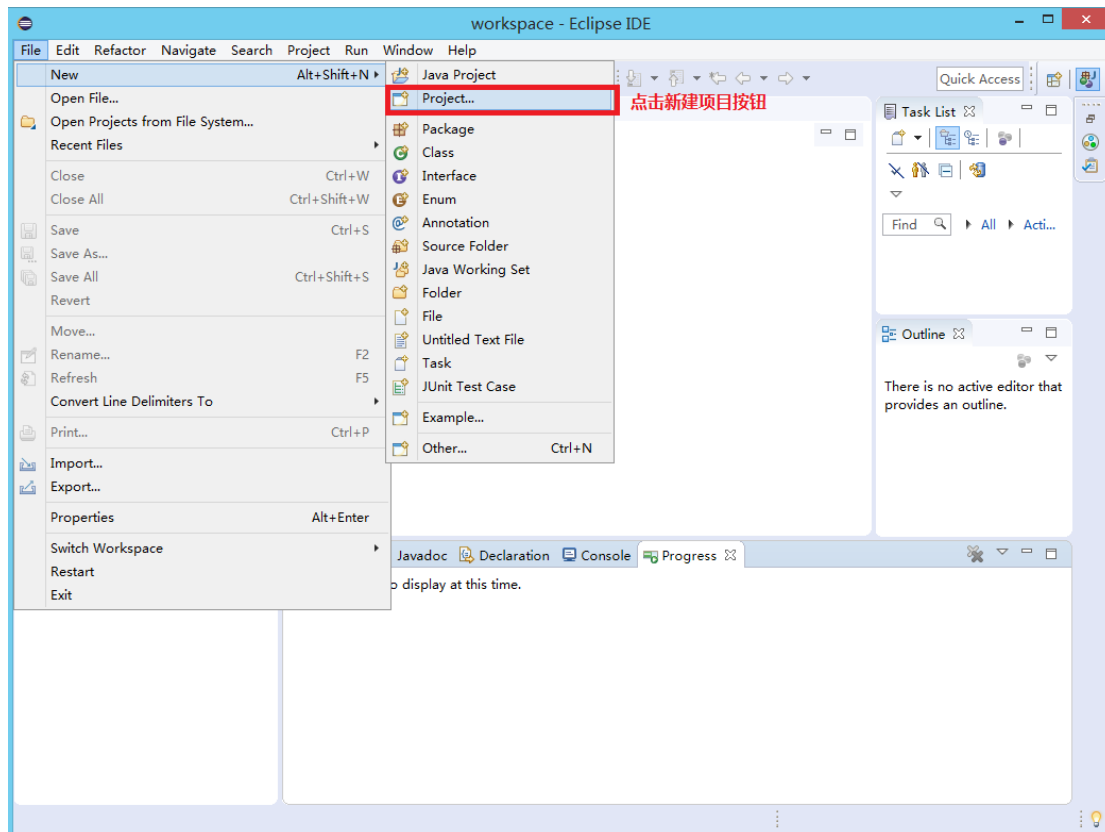 workspace - Eclipse IDE
File Edit Refactor Navigate Search Project Run Window Help
New Alt+Shift+N
Open File...
Open Projects from File System...
Recent Files
Close Ctrl+W
Close All Ctrl+Shift+W
Save Ctrl+S
Save As...
Save All Ctrl+Shift+S
Revert
Move...
Rename... F2
Refresh F5
Convert Line Delimiters To
Print... Ctrl+P
Import...
Export...
Properties Alt+Enter
Switch Workspace
Restart
Exit
Java Project
Project...
Package
Class
Interface
Enum
Annotation
Source Folder
Java Working Set
Folder
File
Untitled Text File
Task
JUnit Test Case
Example...
Other... Ctrl+N
点击新建项目按钮
Quick Access
Task List
Find All Acti...
Outline
There is no active editor that
provides an outline.
Javadoc Declaration Console Progress
display at this time.